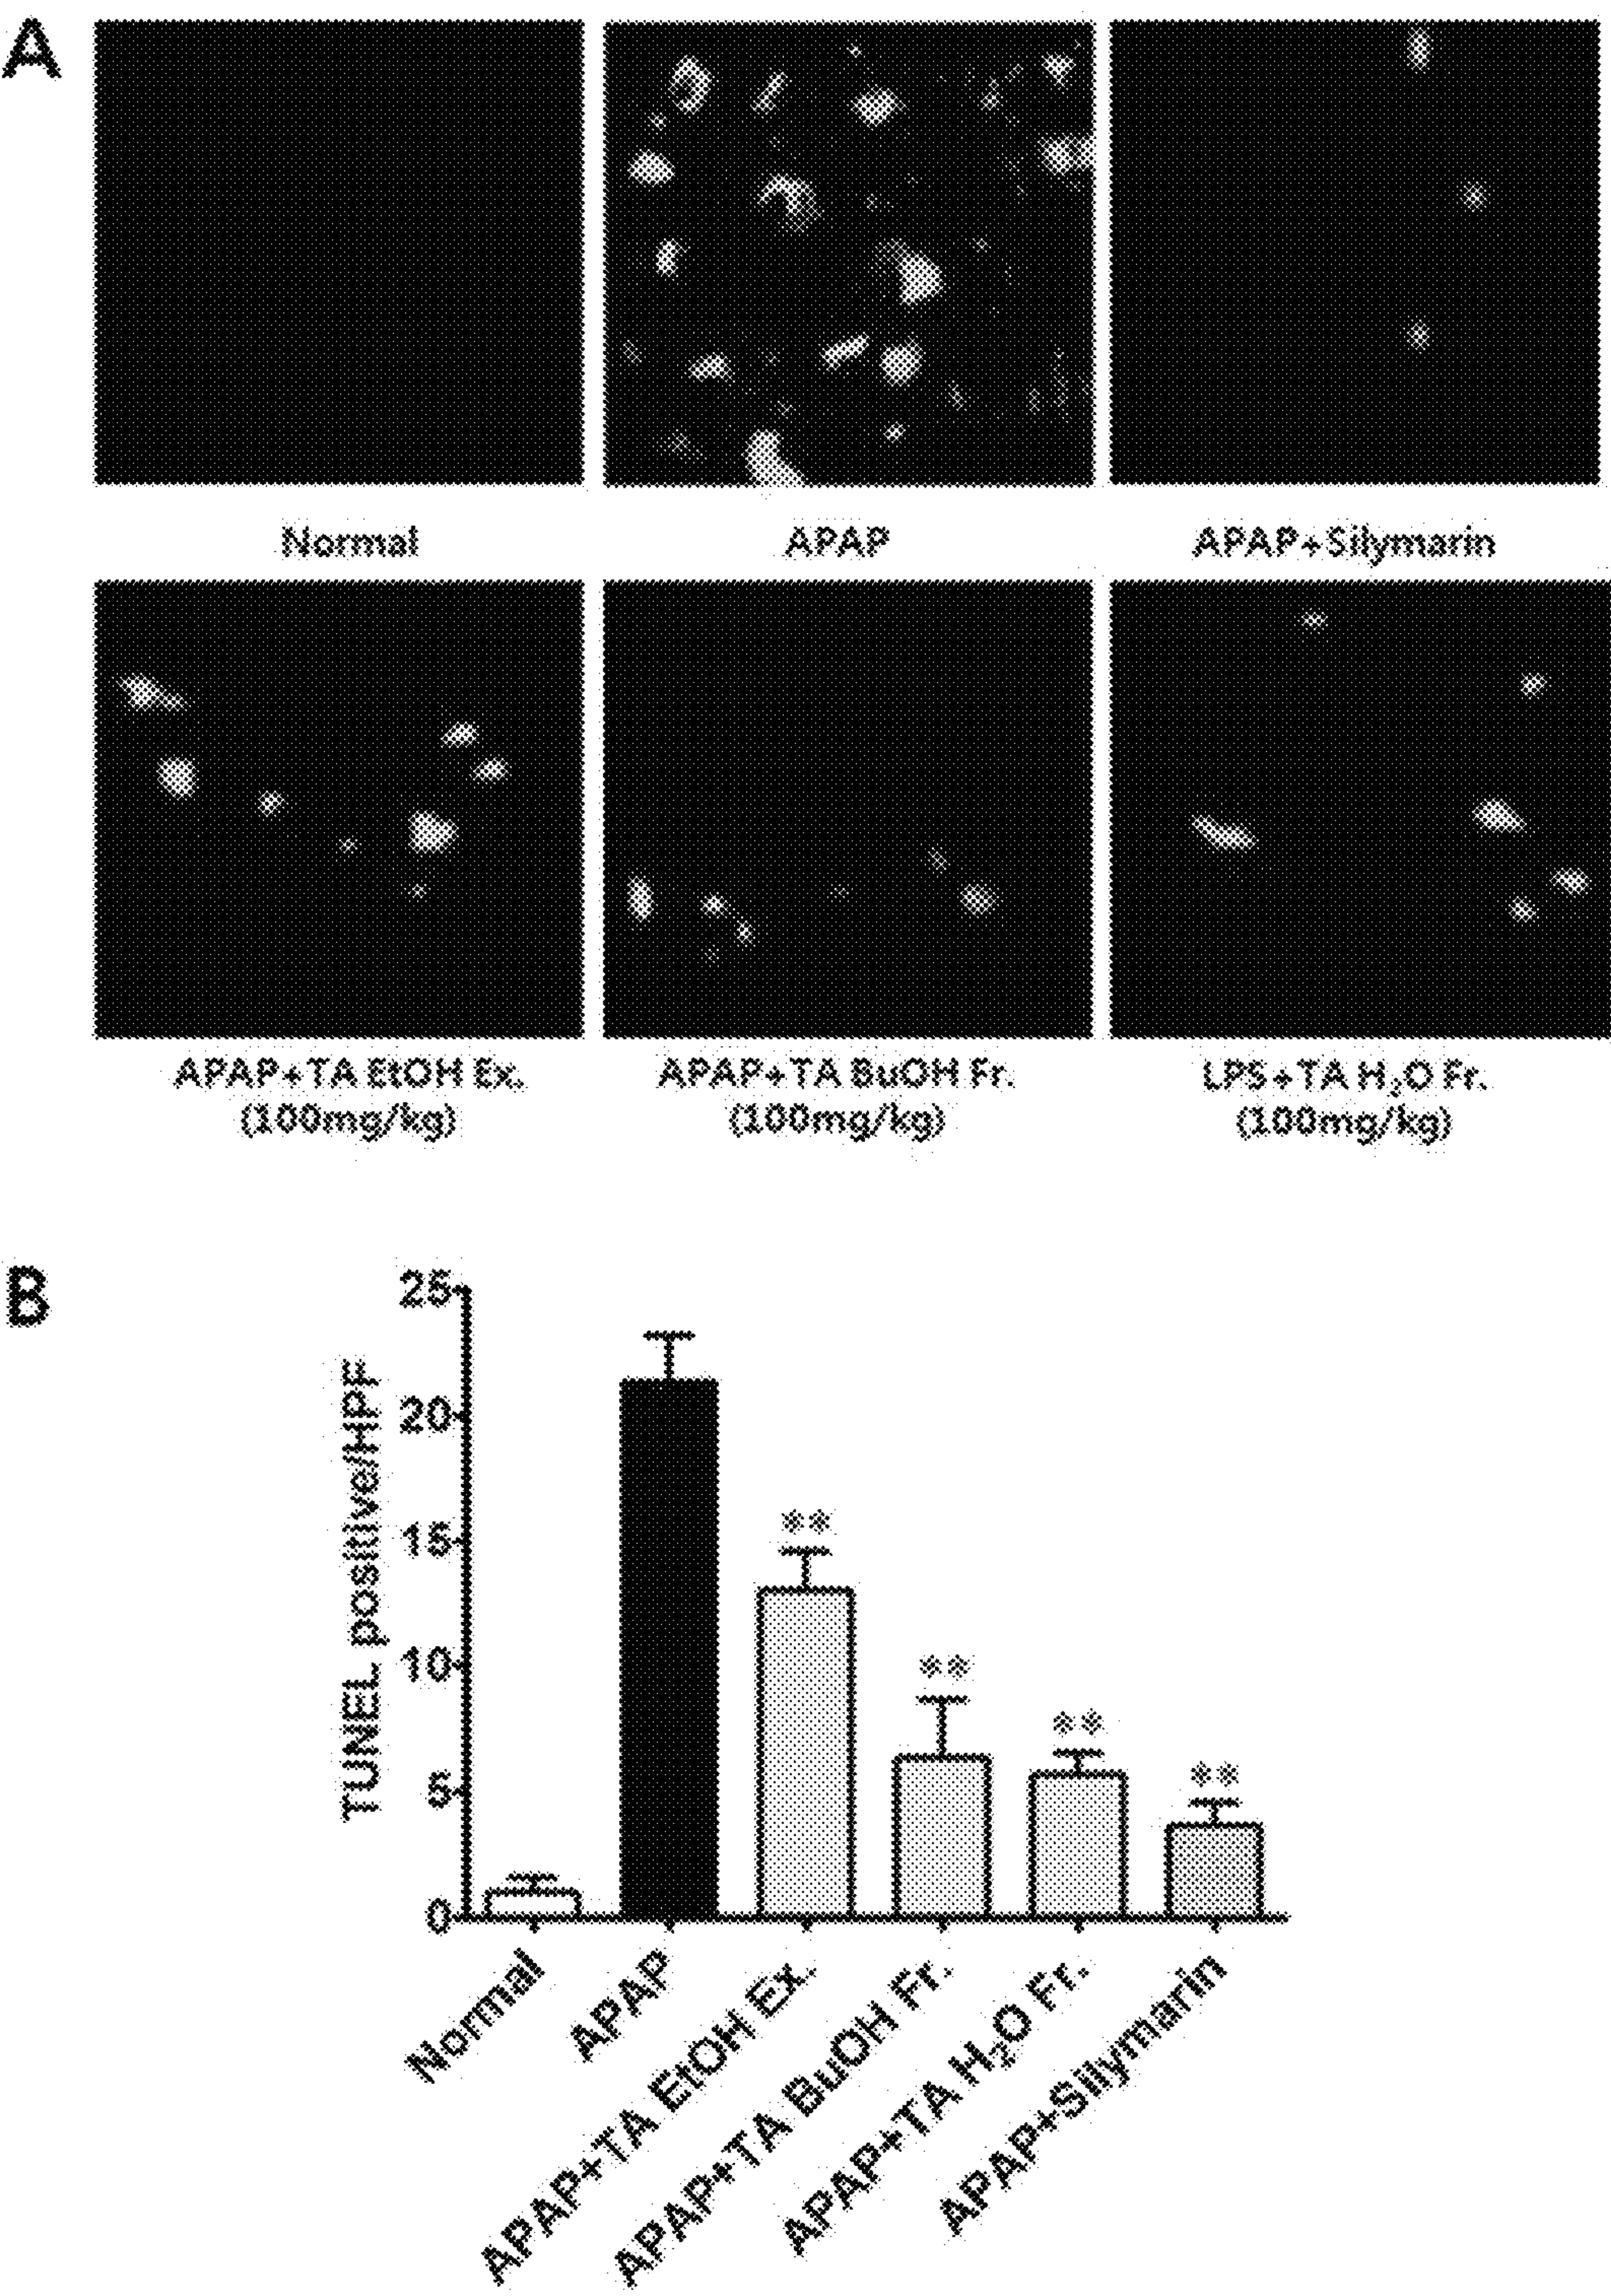 A
Normal
APAP
APAP+Silymarin
APAP+TA EtOH Ex.
(100mg/kg)
APAP+TA BuOH Fr.
(100mg/kg)
LPS+TA H₂O Fr.
(100mg/kg)
B
TUNEL positive/HPF
25
20
15
10
5
0
**
**
**
**
Normal
APAP
APAP+TA EtOH Ex.
APAP+TA BuOH Fr.
APAP+TA H₂O Fr.
APAP+Silymarin